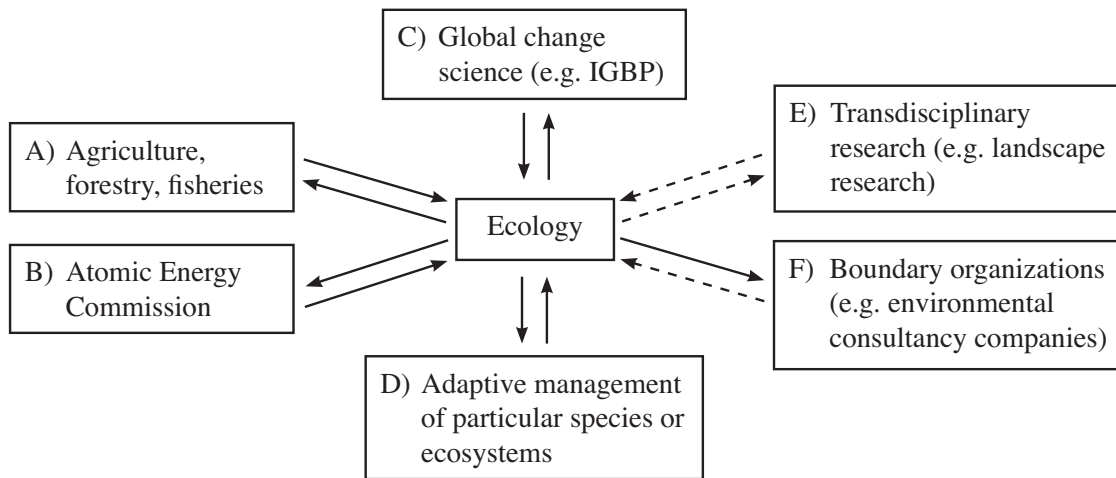 C) Global change
science (e.g. IGBP)
A) Agriculture,
forestry, fisheries
E) Transdisciplinary
research (e.g. landscape
research)
Ecology
B) Atomic Energy
Commission
F) Boundary organizations
(e.g. environmental
consultancy companies)
D) Adaptive management
of particular species or
ecosystems